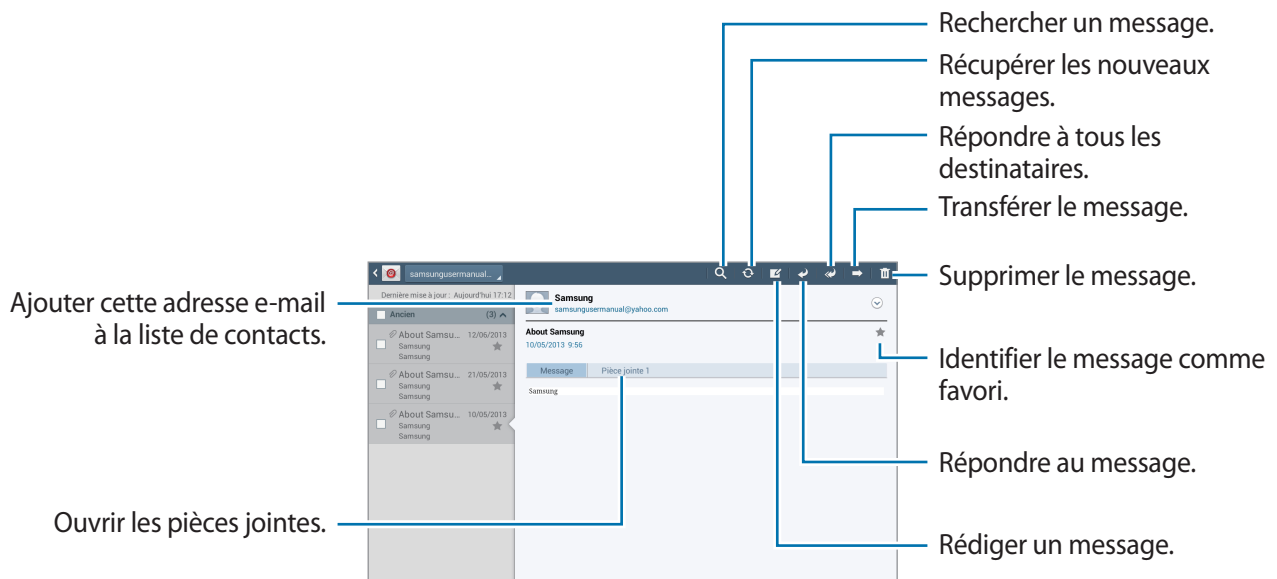 Rechercher un message.
Récupérer les nouveaux
messages.
Répondre à tous les
destinataires.
Transférer le message.
Supprimer le message.
Identifier le message comme
favori.
Répondre au message.
Rédiger un message.
Ajouter cette adresse e-mail
à la liste de contacts.
Ouvrir les pièces jointes.
samsungusermanual...
Dernière mise à jour : Aujourd'hui 17:12
Ancien (3)
About Samsu... 12/06/2013
Samsung
Samsung
About Samsu... 21/05/2013
Samsung
Samsung
About Samsu... 10/05/2013
Samsung
Samsung
Samsung
samsungusermanual@yahoo.com
About Samsung
10/05/2013 9:56
Message Pièce jointe 1
Samsung